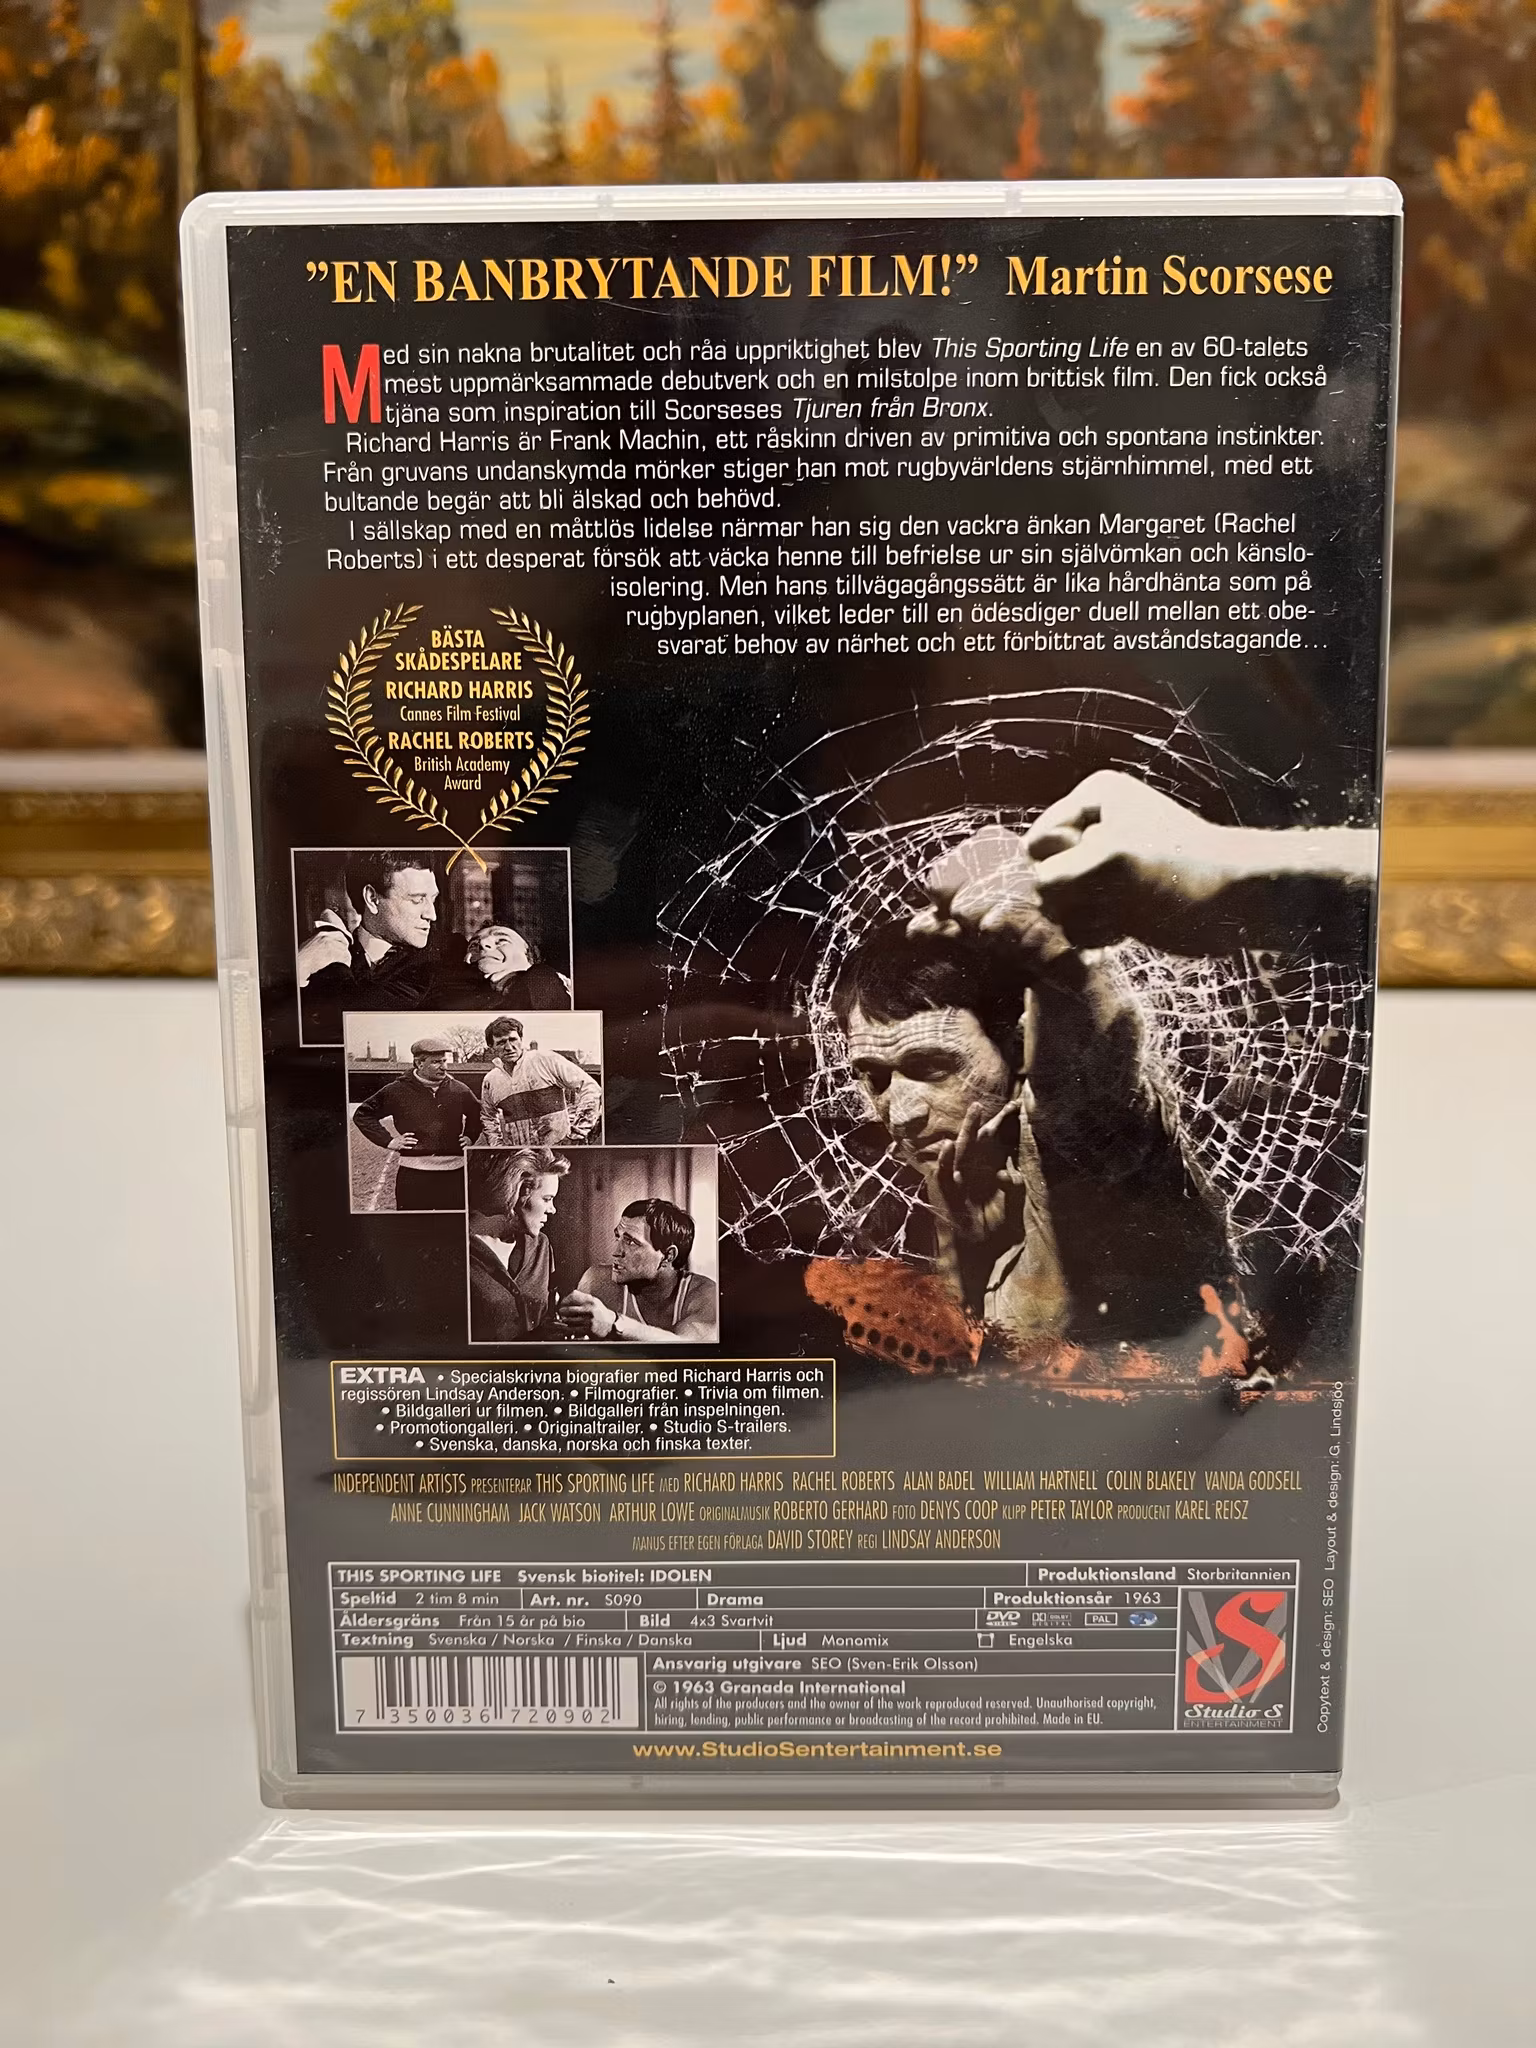 ”EN BANBRYTANDE FILM!” Martin Scorsese
Med sin nakna brutalitet och råa uppriktighet blev This Sporting Life en av 60-talets
mest uppmärksammade debutverk och en milstolpe inom brittisk film. Den fick också
tjäna som inspiration till Scorseses Tjuren från Bronx.
Richard Harris är Frank Machin, ett råskinn driven av primitiva och spontana instinkter.
Från gruvans undanskymda mörker stiger han mot rugbyvärldens stjärnhimmel, med ett
bultande begär att bli älskad och behövd.
I sällskap med en måttlös lidelse närmar han sig den vackra änkan Margaret (Rachel
Roberts) i ett desperat försök att väcka henne till befrielse ur sin självömkan och känslo-
isolering. Men hans tillvägagångssätt är lika hårdhänta som på
rugbyplanen, vilket leder till en ödesdiger duell mellan ett obe-
svarat behov av närhet och ett förbittrat avståndstagande...
BÄSTA
SKÅDESPELARE
RICHARD HARRIS
Cannes Film Festival
RACHEL ROBERTS
British Academy
Award
EXTRA • Specialskrivna biografier med Richard Harris och
regissören Lindsay Anderson. • Filmografier. • Trivia om filmen.
• Bildgalleri ur filmen. • Bildgalleri från inspelningen.
• Promotiongalleri. • Originaltrailer. • Studio S-trailers.
• Svenska, danska, norska och finska texter.
INDEPENDENT ARTISTS PRESENTERAR THIS SPORTING LIFE MED RICHARD HARRIS RACHEL ROBERTS ALAN BADEL WILLIAM HARTNELL COLIN BLAKELY VANDA GODSELL
ANNE CUNNINGHAM JACK WATSON ARTHUR LOWE ORIGINALMUSIK ROBERTO GERHARD FOTO DENYS COOP KLIPP PETER TAYLOR PRODUCENT KAREL REISZ
MANUS EFTER EGEN FÖRLAGA DAVID STOREY REGI LINDSAY ANDERSON
THIS SPORTING LIFE Svensk biotitel: IDOLEN Produktionsland Storbritannien
Speltid 2 tim 8 min Art. nr. S090 Drama Produktionsår 1963
Åldersgräns Från 15 år på bio Bild 4x3 Svartvit DVD VIDEO DOLBY DIGITAL PAL 2
Textning Svenska / Norska / Finska / Danska Ljud Monomix Engelska
Ansvarig utgivare SEO (Sven-Erik Olsson)
© 1963 Granada International
All rights of the producers and the owner of the work reproduced reserved. Unauthorised copyright,
hiring, lending, public performance or broadcasting of the record prohibited. Made in EU.
7 350036 720902
S
Studio S
ENTERTAINMENT
www.StudioSentertainment.se
Copytext & design: SEO Layout & design: G. Lindsjöö